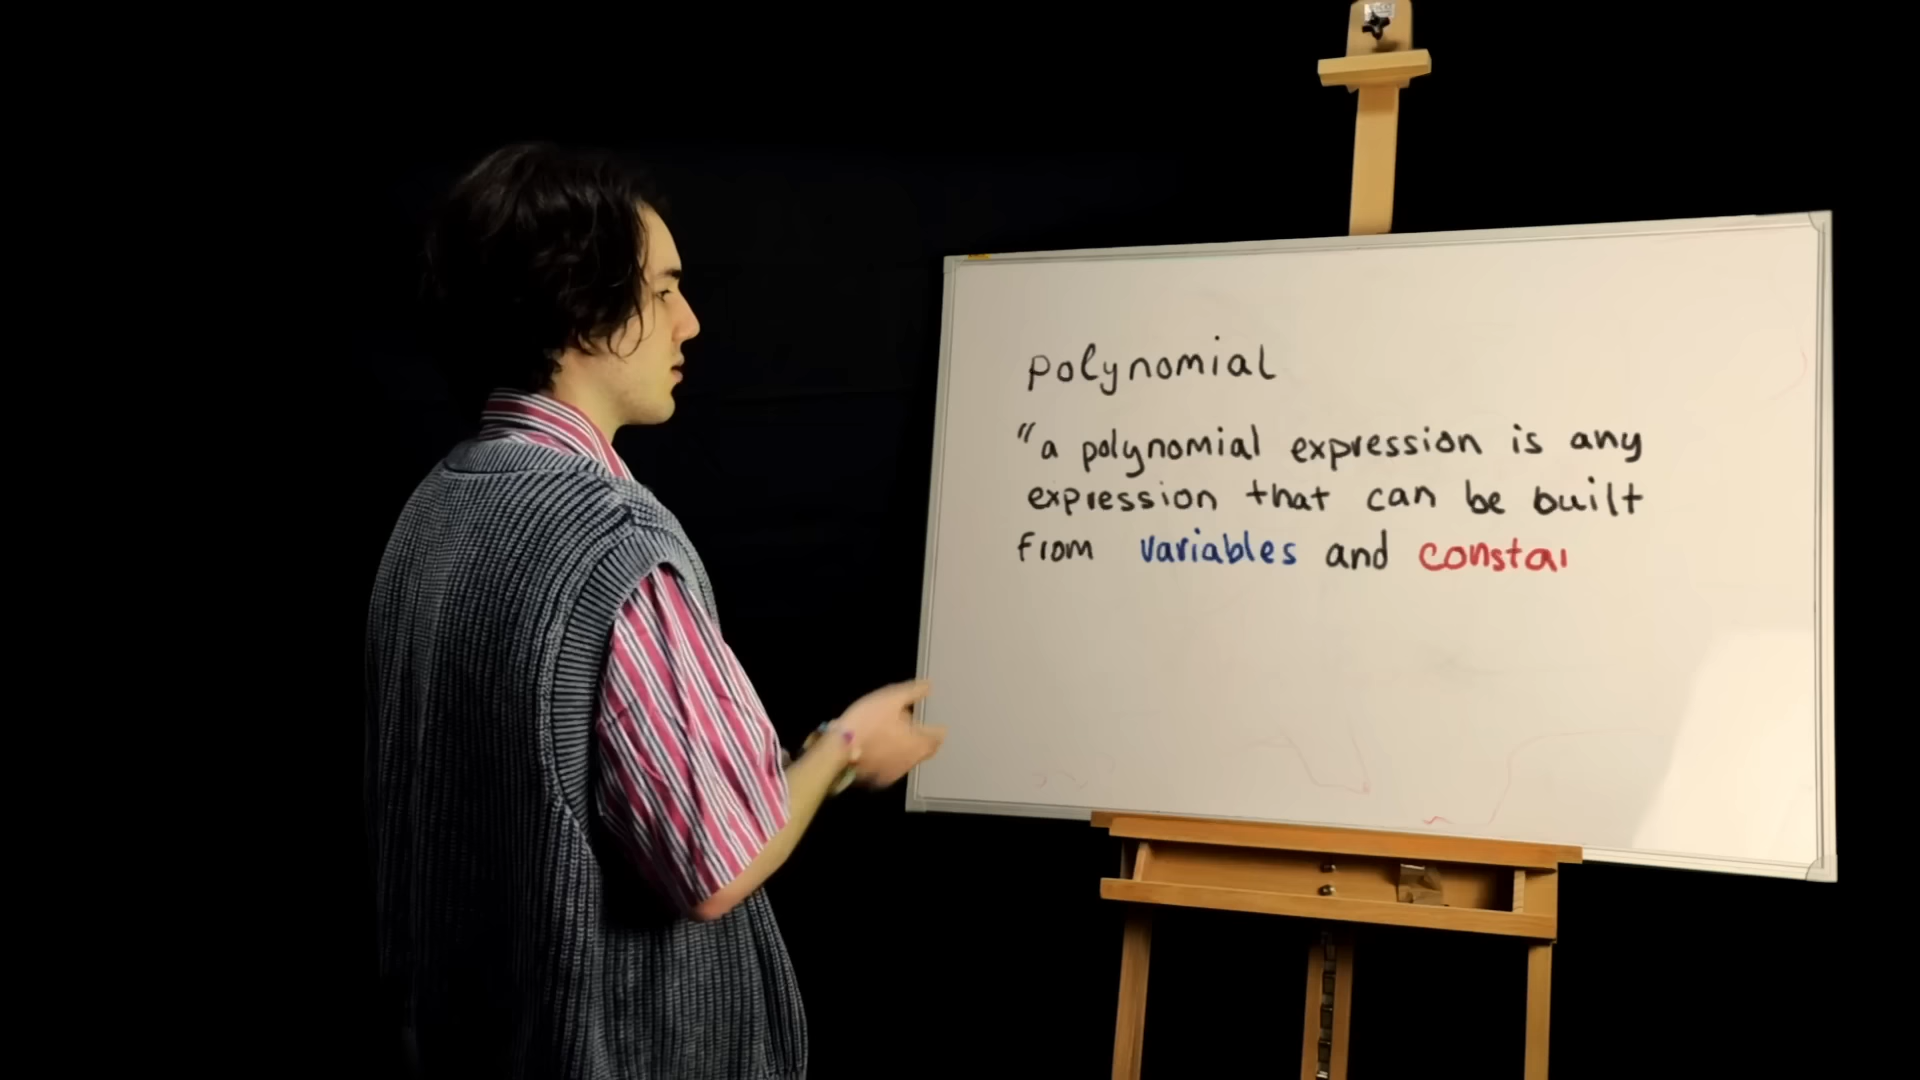 polynomial
"a polynomial expression is any
expression that can be built
from variables and constai